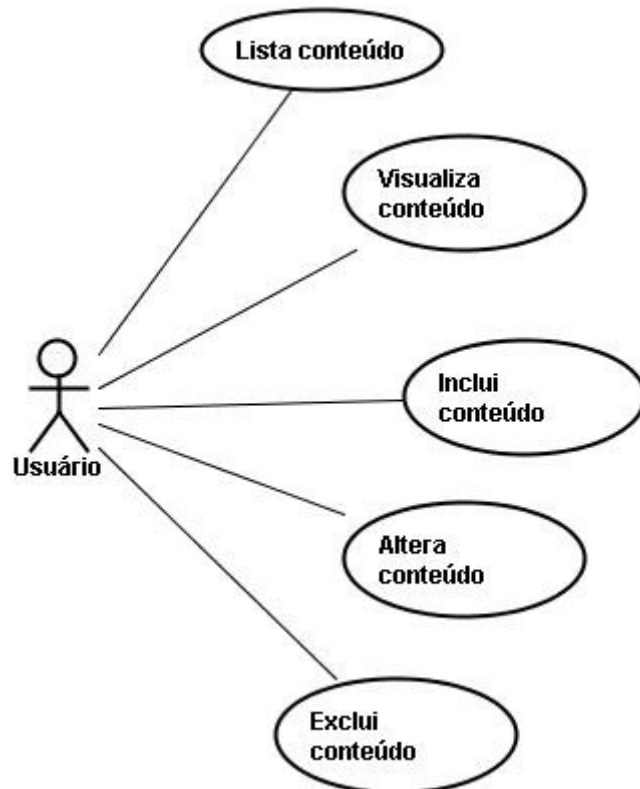 Lista conteúdo
Visualiza
conteúdo
Inclui
conteúdo
Usuário
Altera
conteúdo
Exclui
conteúdo